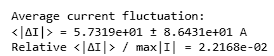 Average current fluctuation:
<|ΔI|> = 5.7319e+01 ± 8.6431e+01 A
Relative <|ΔI|> / max|I| = 2.2168e-02